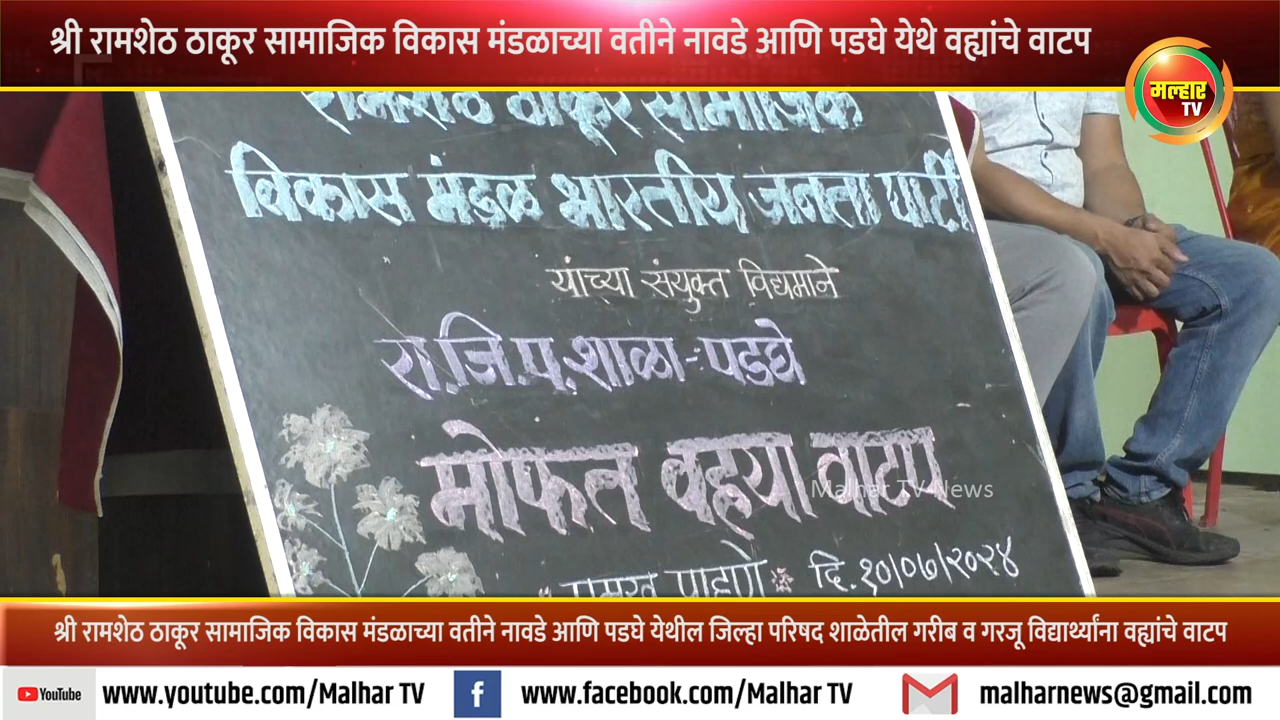 श्री रामशेठ ठाकूर सामाजिक विकास मंडळाच्या वतीने नावडे आणि पडघे येथे वह्यांचे वाटप
मल्हार
TV
रामशेठ ठाकूर सामाजिक
विकास मंडळ भारतीय जनता पार्टी
यांच्या संयुक्त विद्यमाने
रा.जि.प.शाळा-पडघे
मोफत वह्या वाटप
Malhar TV News
प्रमुख पाहुणे दि.१०/०७/२०२४
श्री रामशेठ ठाकूर सामाजिक विकास मंडळाच्या वतीने नावडे आणि पडघे येथील जिल्हा परिषद शाळेतील गरीब व गरजू विद्यार्थ्यांना वह्यांचे वाटप
YouTube www.youtube.com/Malhar TV f www.facebook.com/Malhar TV malharnews@gmail.com